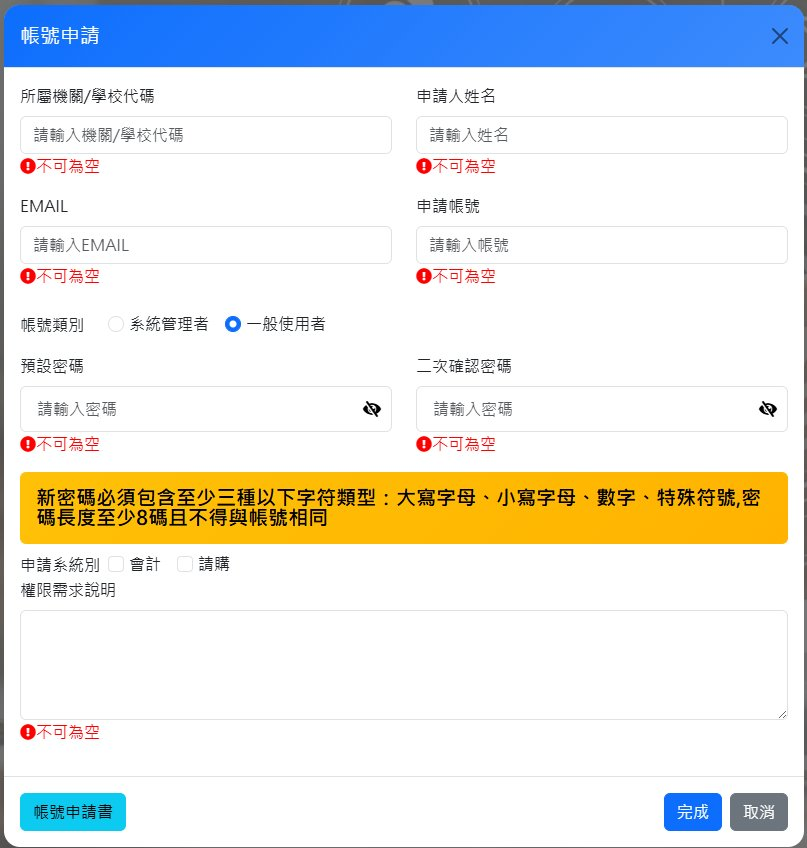 帳號申請
所屬機關/學校代碼
申請人姓名
請輸入機關/學校代碼
請輸入姓名
不可為空
不可為空
EMAIL
申請帳號
請輸入EMAIL
請輸入帳號
不可為空
不可為空
帳號類別 系統管理者 一般使用者
預設密碼
二次確認密碼
請輸入密碼
請輸入密碼
不可為空
不可為空
新密碼必須包含至少三種以下字符類型：大寫字母、小寫字母、數字、特殊符號,密
碼長度至少8碼且不得與帳號相同
申請系統別 會計 請購
權限需求說明
不可為空
帳號申請書
完成
取消